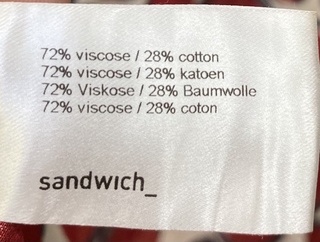 72% viscose / 28% cotton
72% viscose / 28% katoen
72% Viskose / 28% Baumwolle
72% viscose / 28% coton
sandwich_